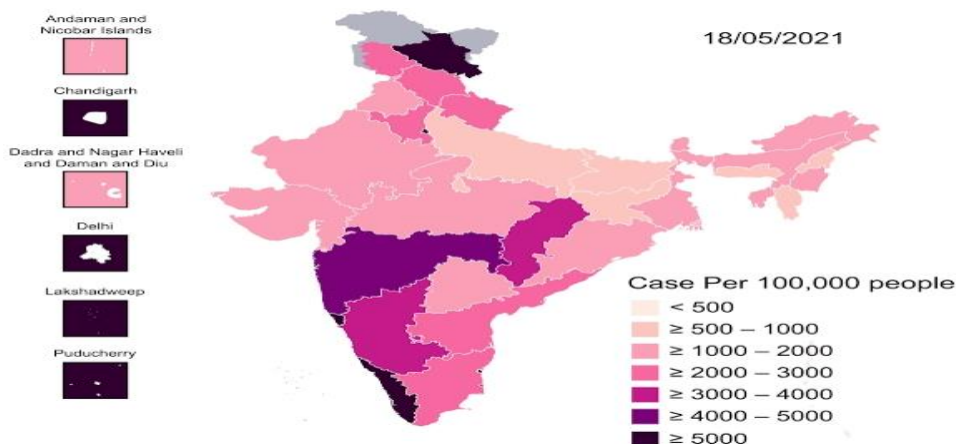 Andaman and
Nicobar Islands
18/05/2021
Chandigarh
Dadra and Nagar Haveli
and Daman and Diu
Delhi
Lakshadweep
Puducherry
Case Per 100,000 people
< 500
≥ 500 – 1000
≥ 1000 – 2000
≥ 2000 – 3000
≥ 3000 – 4000
≥ 4000 – 5000
≥ 5000